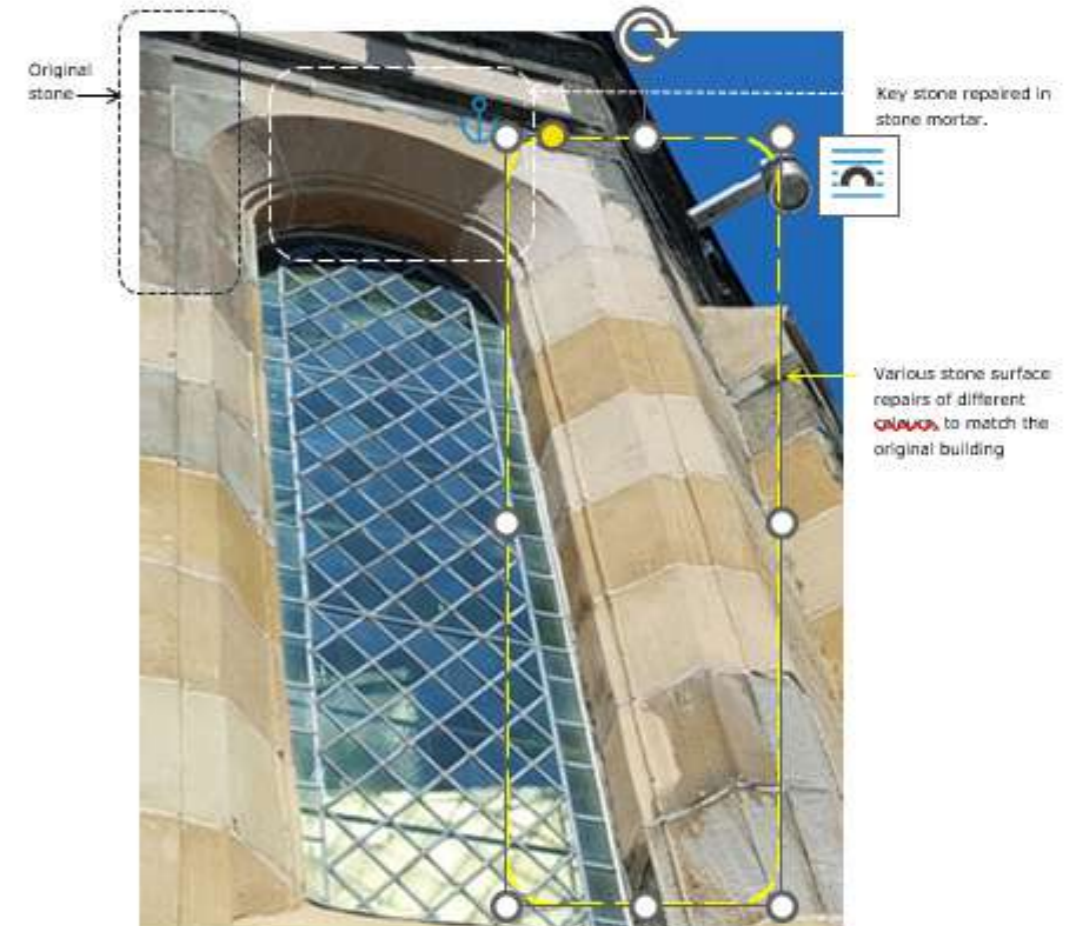 Original
stone
Key stone repaired in
stone mortar.
Various stone surface
repairs of different
to match the
original building